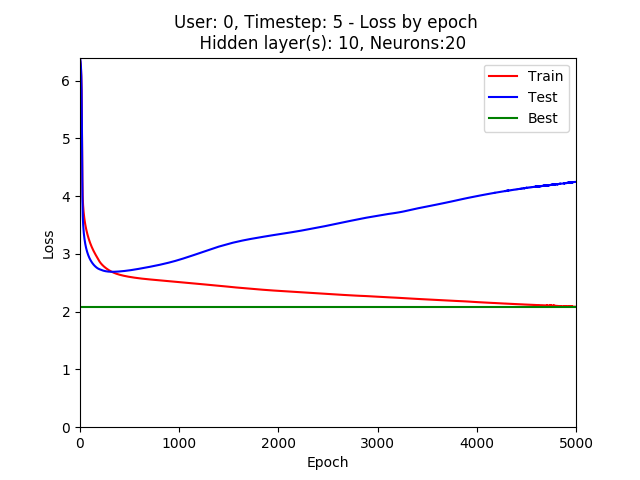 User: 0, Timestep: 5 - Loss by epoch
Hidden layer(s): 10, Neurons:20
Train
Test
Best
6
5
4
3
2
1
0
Loss
0 1000 2000 3000 4000 5000
Epoch